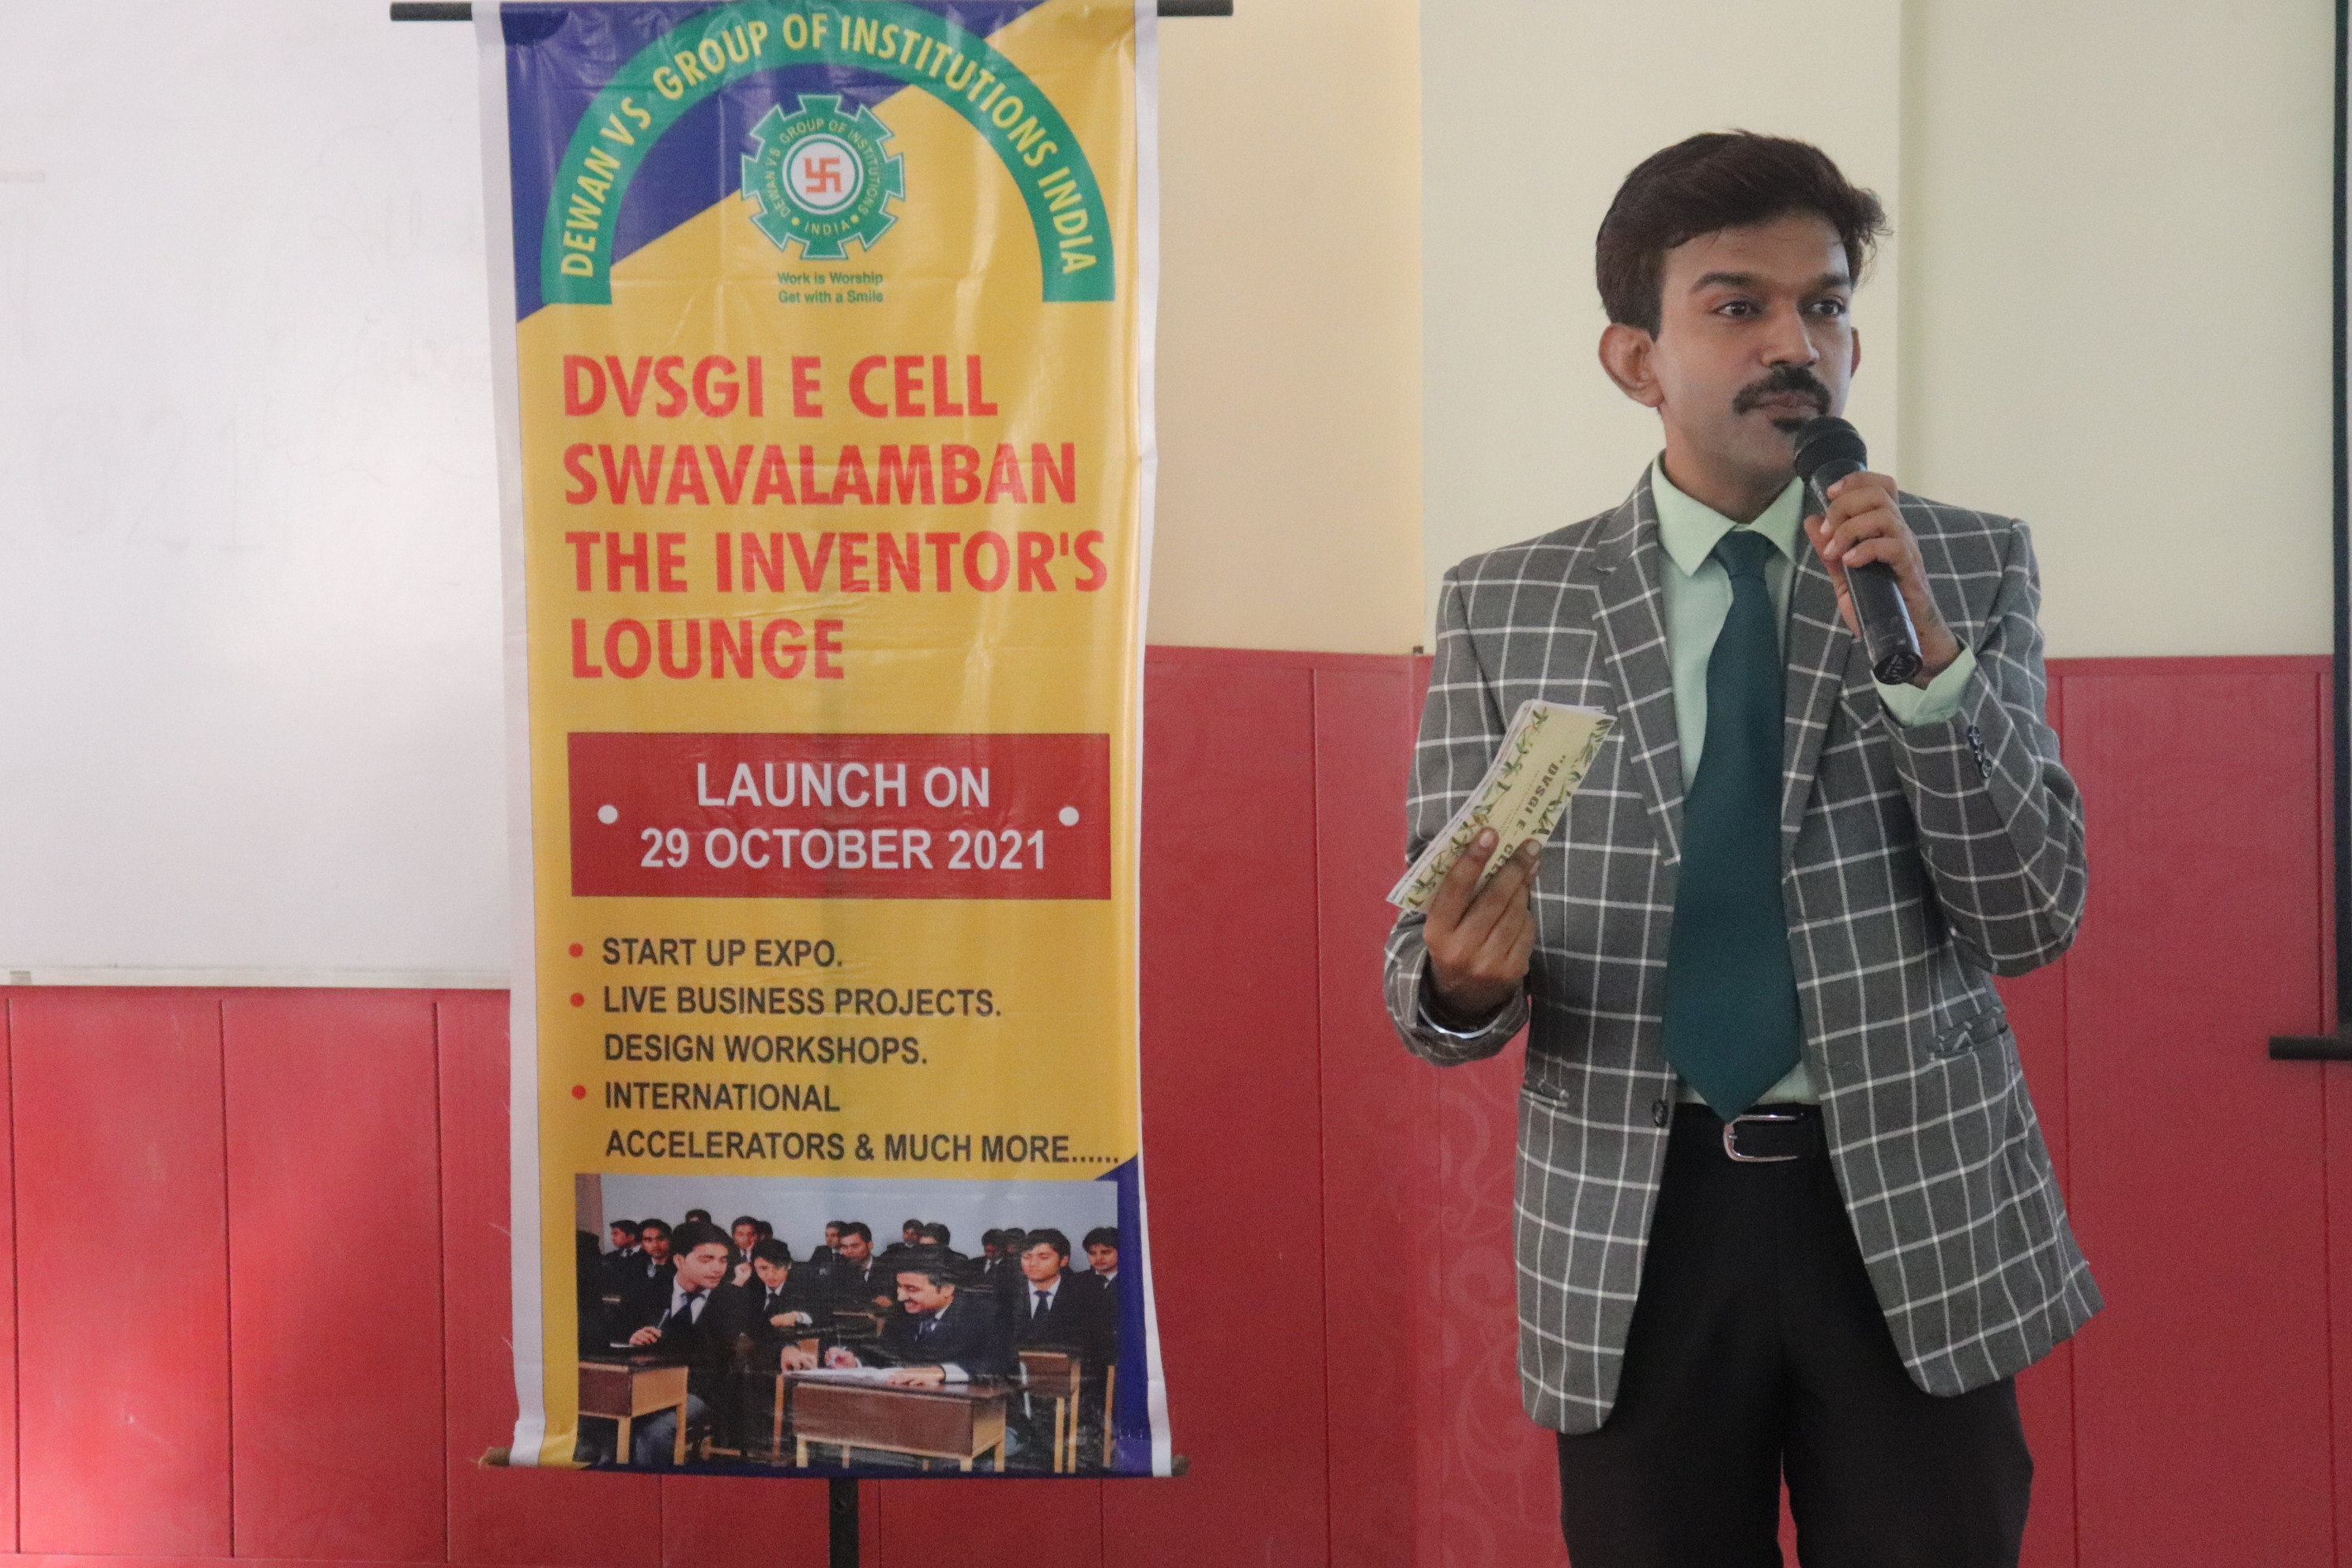 DEWAN VS GROUP OF INSTITUTIONS INDIA
DEWAN VS GROUP OF INSTITUTIONS
• INDIA •
Work is Worship
Get with a Smile
DVSGI E CELL
SWAVALAMBAN
THE INVENTOR'S
LOUNGE
LAUNCH ON
29 OCTOBER 2021
• START UP EXPO.
• LIVE BUSINESS PROJECTS.
DESIGN WORKSHOPS.
• INTERNATIONAL
ACCELERATORS & MUCH MORE......
"DVSGI E-CELL
2021